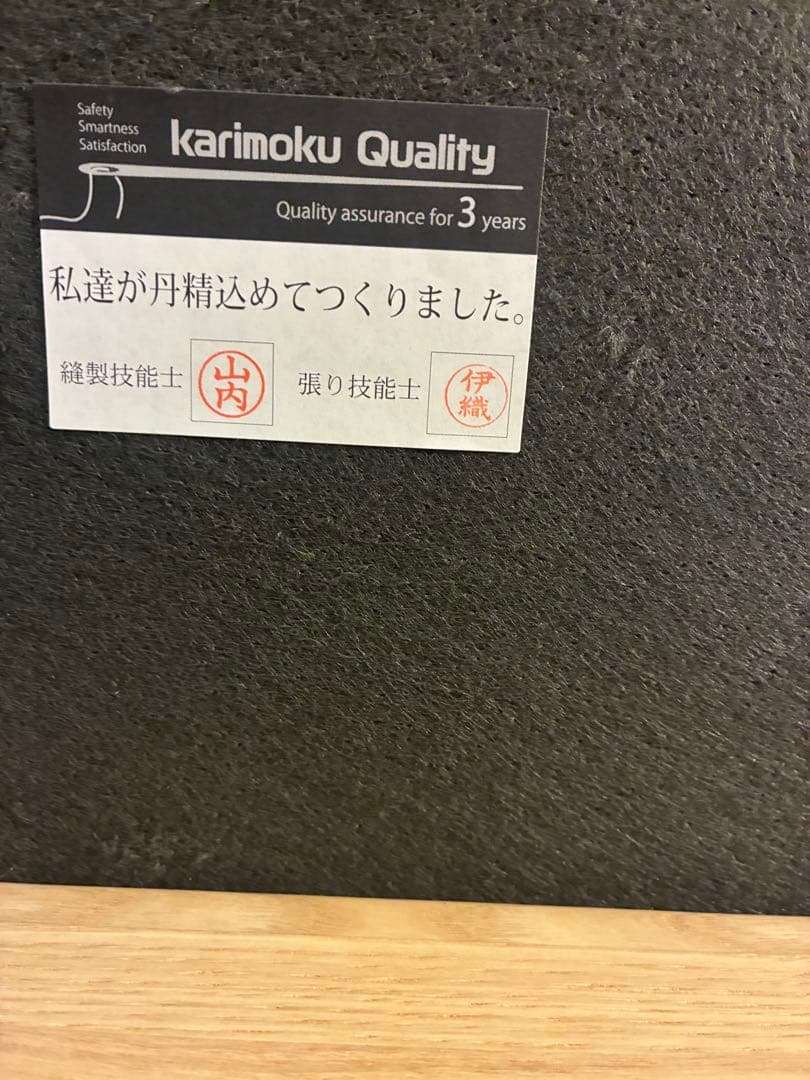 Safety
Smartness
Satisfaction
karimoku Quality
Quality assurance for 3 years
私達が丹精込めてつくりました。
縫製技能士 山内 張り技能士 伊織